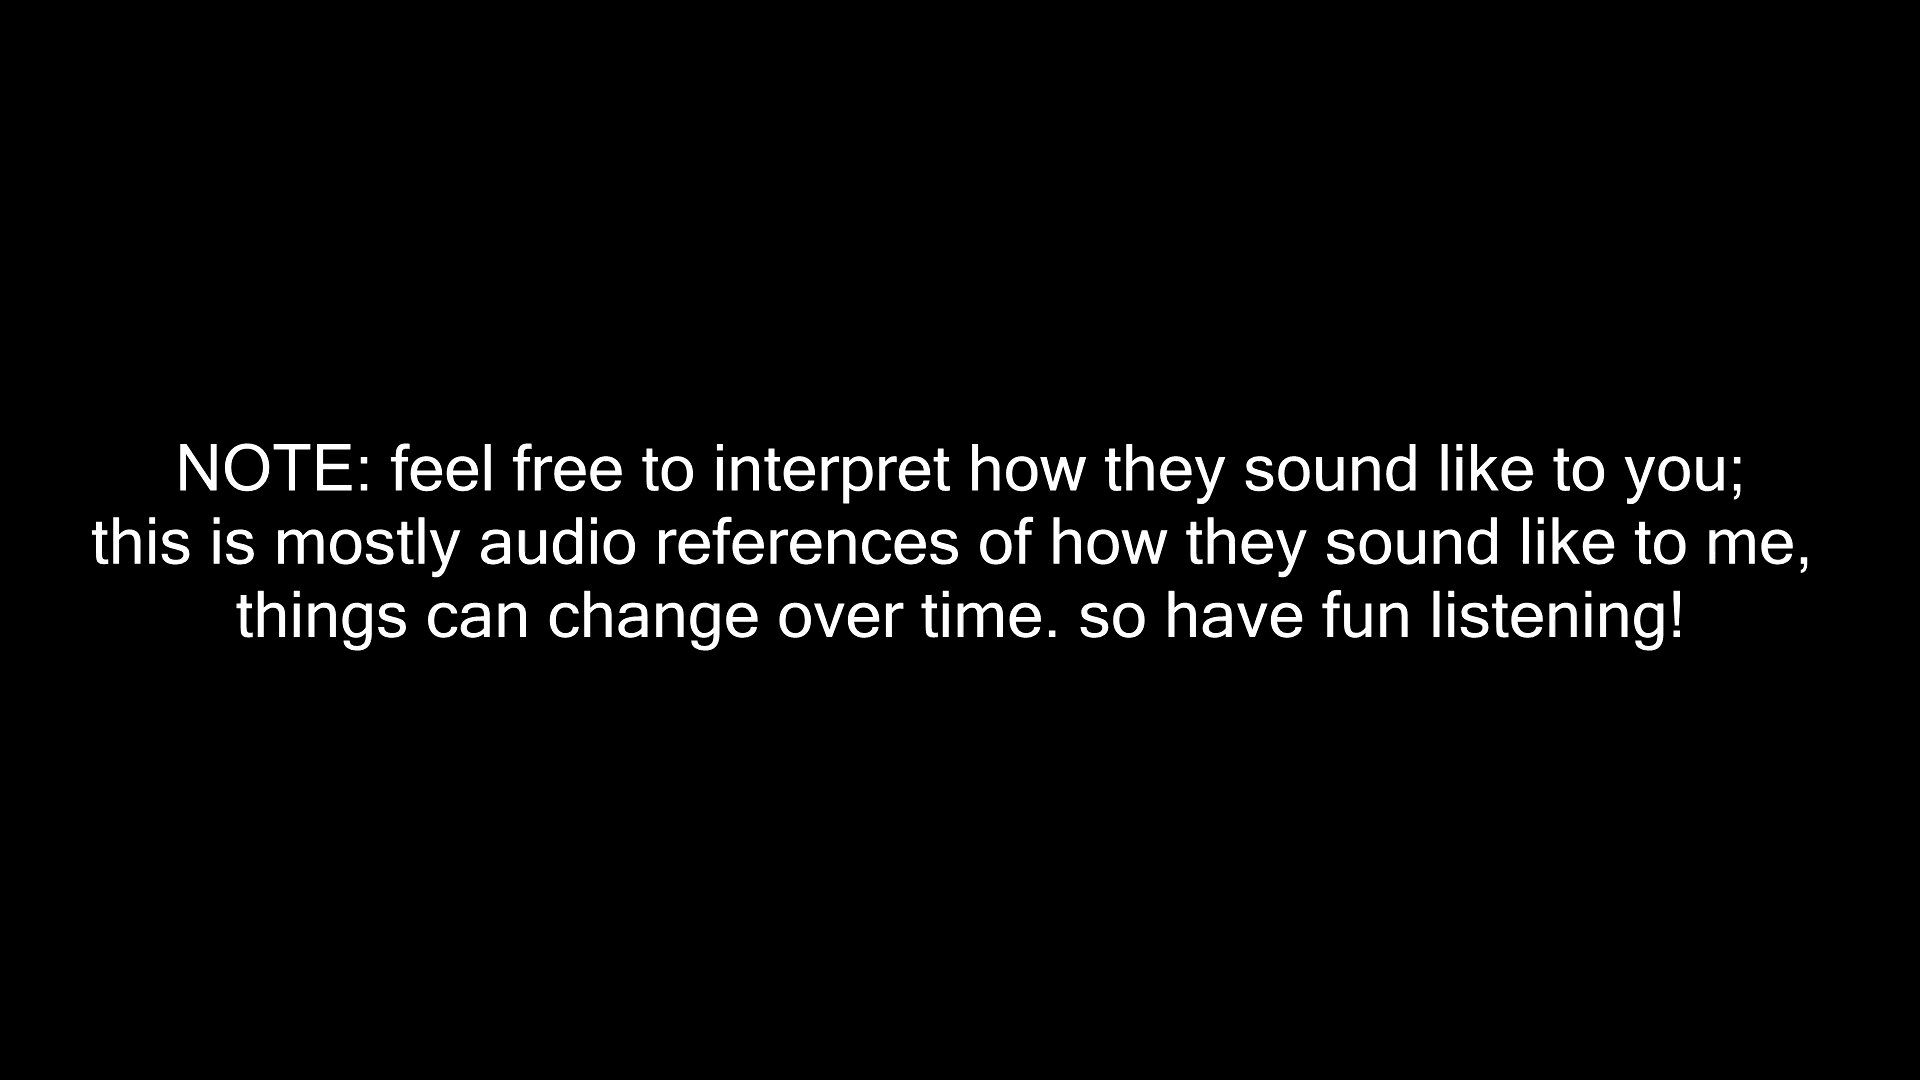 NOTE: feel free to interpret how they sound like to you;
this is mostly audio references of how they sound like to me,
things can change over time. so have fun listening!